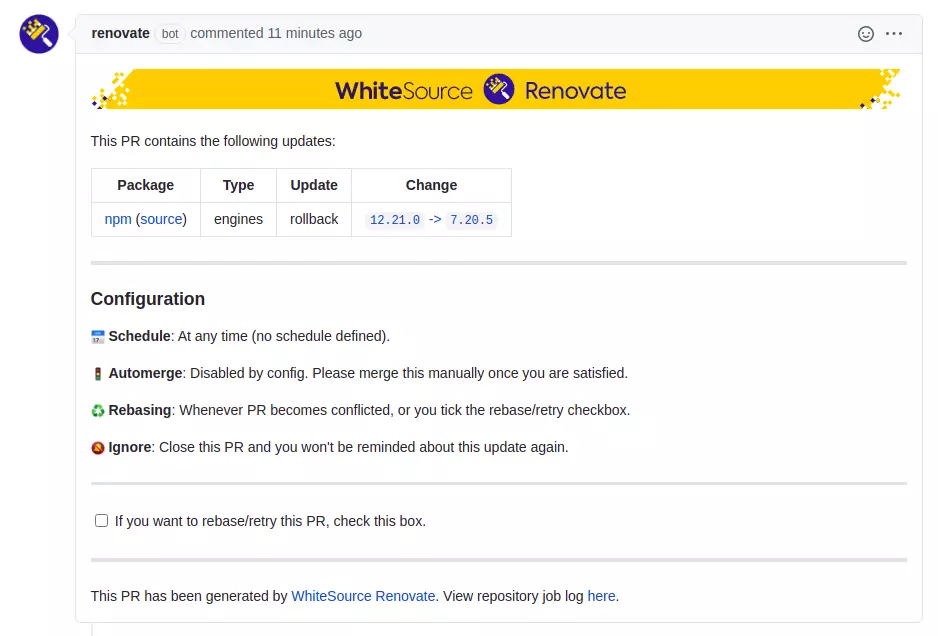 renovate bot commented 11 minutes ago
WhiteSource Renovate
This PR contains the following updates:
Package Type Update Change
npm (source) engines rollback 12.21.0 -> 7.20.5
Configuration
17 Schedule: At any time (no schedule defined).
Automerge: Disabled by config. Please merge this manually once you are satisfied.
Rebasing: Whenever PR becomes conflicted, or you tick the rebase/retry checkbox.
Ignore: Close this PR and you won't be reminded about this update again.
If you want to rebase/retry this PR, check this box.
This PR has been generated by WhiteSource Renovate. View repository job log here.